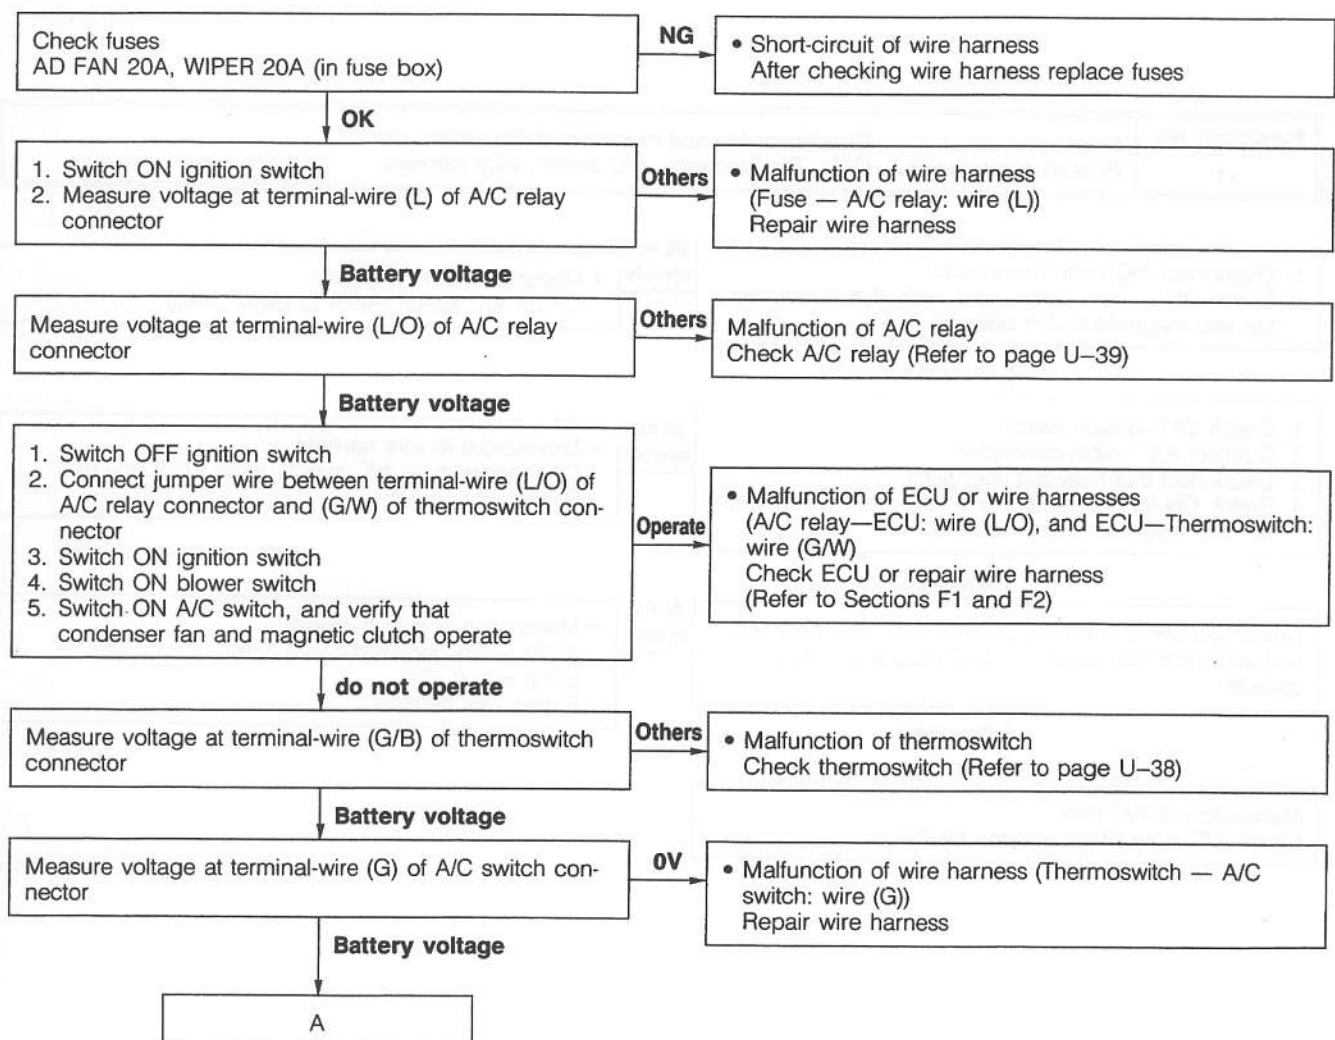 Check fuses
AD FAN 20A, WIPER 20A (in fuse box)
NG
• Short-circuit of wire harness
After checking wire harness replace fuses
OK
1. Switch ON ignition switch
2. Measure voltage at terminal-wire (L) of A/C relay
connector
Others
• Malfunction of wire harness
(Fuse — A/C relay: wire (L))
Repair wire harness
Battery voltage
Measure voltage at terminal-wire (L/O) of A/C relay
connector
Others
Malfunction of A/C relay
Check A/C relay (Refer to page U–39)
Battery voltage
1. Switch OFF ignition switch
2. Connect jumper wire between terminal-wire (L/O) of
A/C relay connector and (G/W) of thermoswitch con-
nector
3. Switch ON ignition switch
4. Switch ON blower switch
5. Switch ON A/C switch, and verify that
condenser fan and magnetic clutch operate
Operate
• Malfunction of ECU or wire harnesses
(A/C relay—ECU: wire (L/O), and ECU—Thermoswitch:
wire (G/W)
Check ECU or repair wire harness
(Refer to Sections F1 and F2)
do not operate
Measure voltage at terminal-wire (G/B) of thermoswitch
connector
Others
• Malfunction of thermoswitch
Check thermoswitch (Refer to page U–38)
Battery voltage
Measure voltage at terminal-wire (G) of A/C switch con-
nector
0V
• Malfunction of wire harness (Thermoswitch — A/C
switch: wire (G))
Repair wire harness
Battery voltage
A